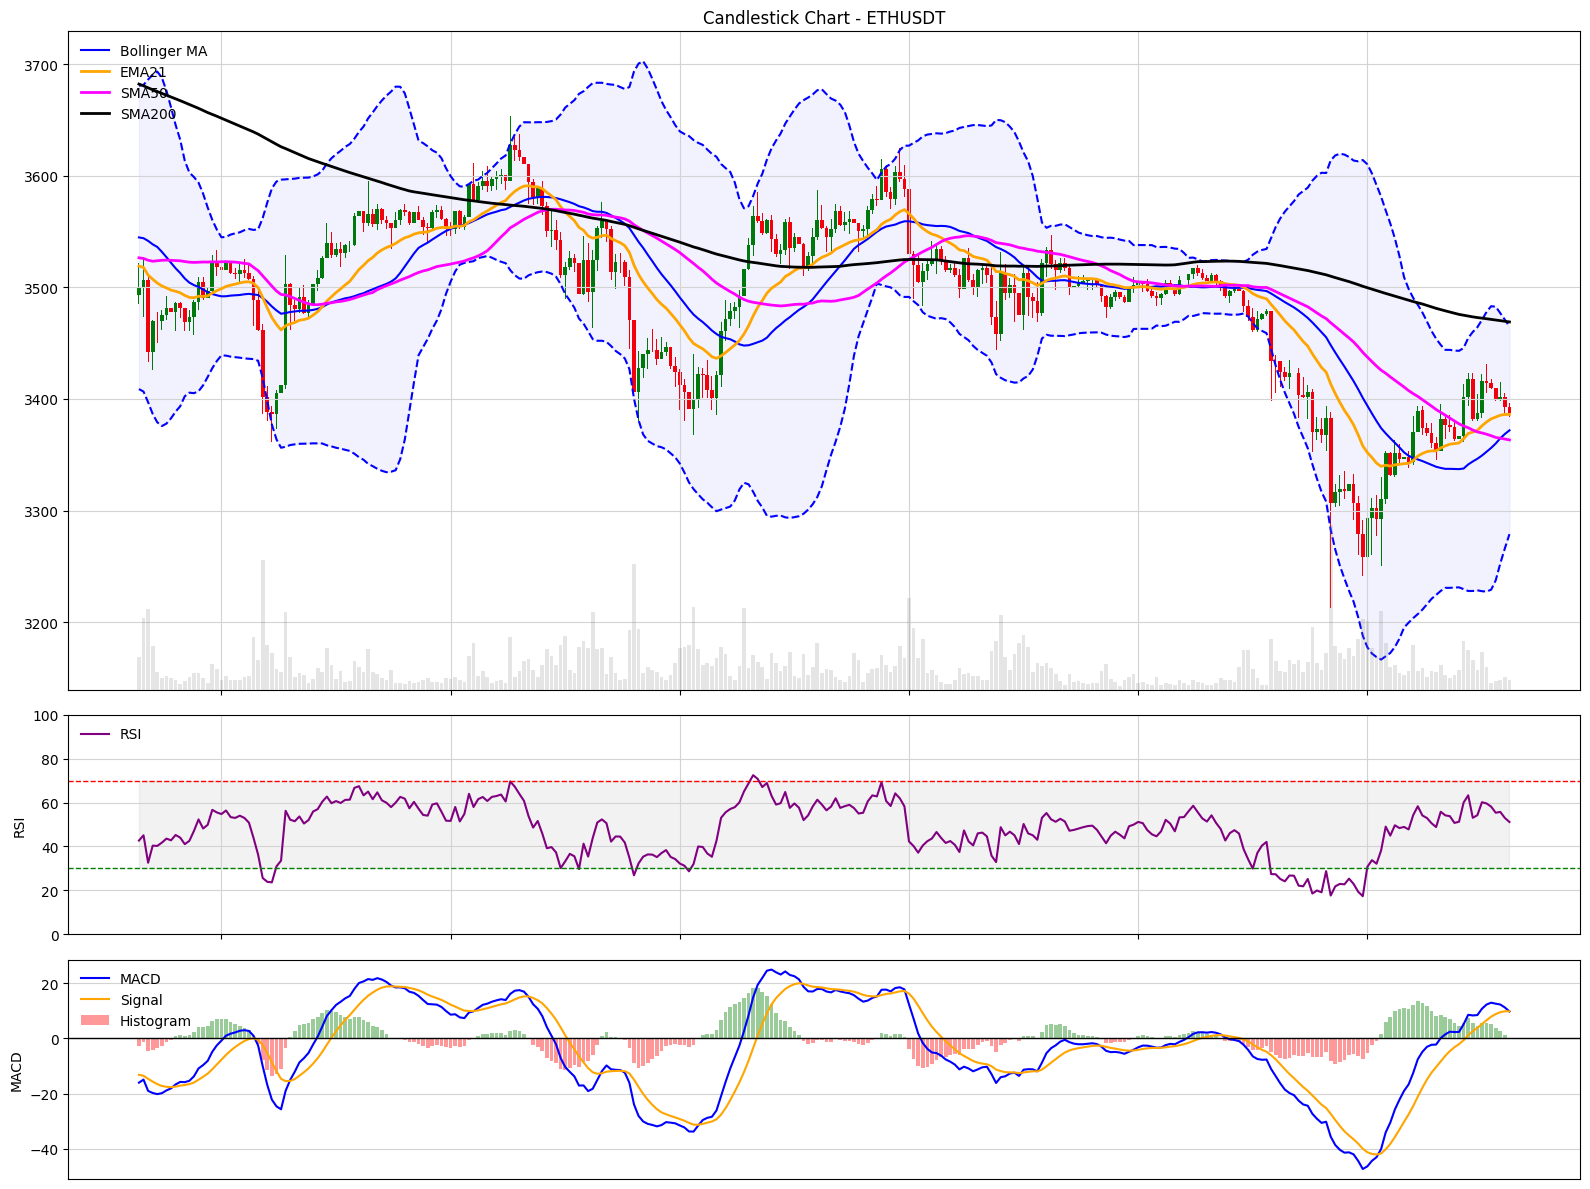 Candlestick Chart - ETHUSDT
Bollinger MA
EMA21
SMA50
SMA200
3700
3600
3500
3400
3300
3200
RSI
100
80
60
40
20
0
RSI
MACD
Signal
Histogram
20
0
−20
−40
MACD